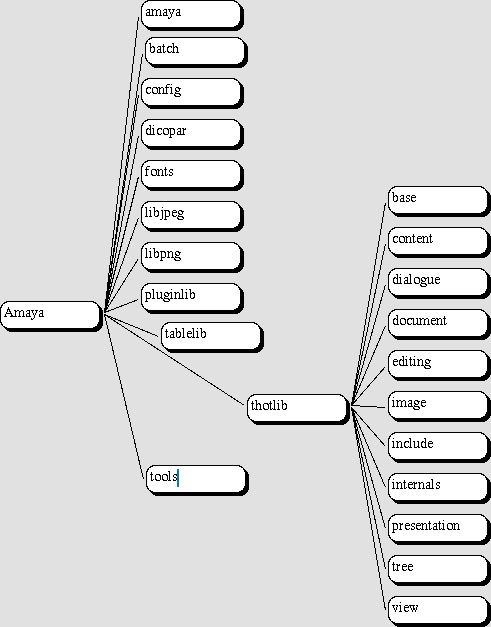 Amaya
amaya
batch
config
dicopar
fonts
libjpeg
libpng
pluginlib
tablelib
thotlib
tools
base
content
dialogue
document
editing
image
include
internals
presentation
tree
view